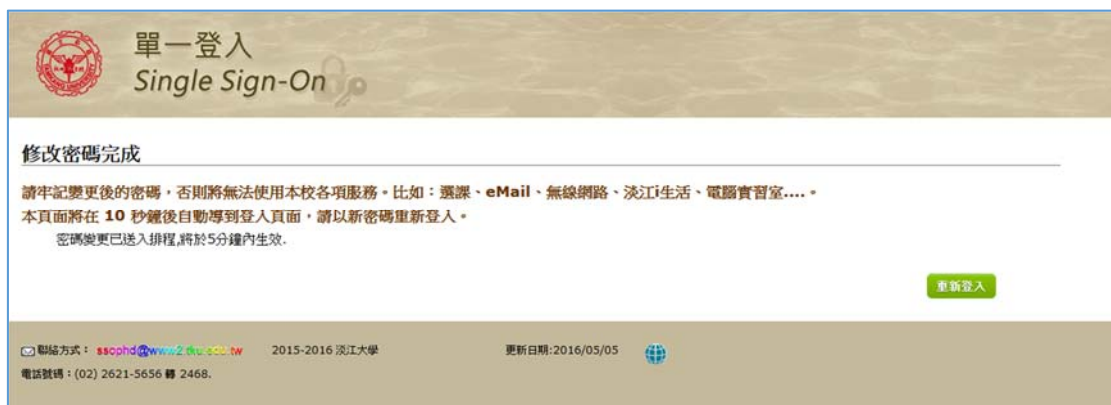 單一登入
Single Sign-On
修改密碼完成
請牢記變更後的密碼，否則將無法使用本校各項服務。比如：選課、eMail、無線網路、淡江i生活、電腦實習室....。
本頁面將在 10 秒鐘後自動導到登入頁面，請以新密碼重新登入。
密碼變更已送入排程,將於5分鐘內生效.
重新登入
聯絡方式： ssophd@www2.tku.edu.tw 2015-2016 淡江大學 更新日期:2016/05/05
電話號碼：(02) 2621-5656 轉 2468.